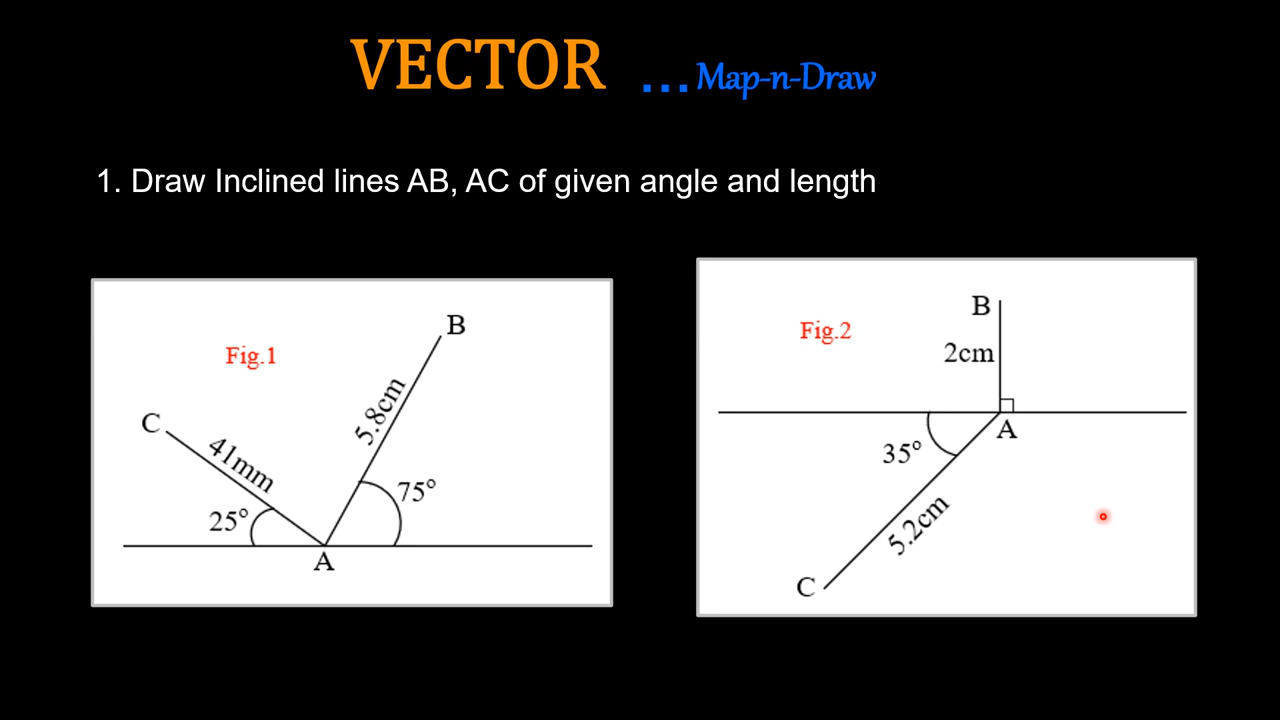 VECTOR ...Map-n-Draw
1. Draw Inclined lines AB, AC of given angle and length
Fig.1
B
C
5.8cm
41mm
75°
25°
A
Fig.2
B
2cm
A
35°
5.2cm
C